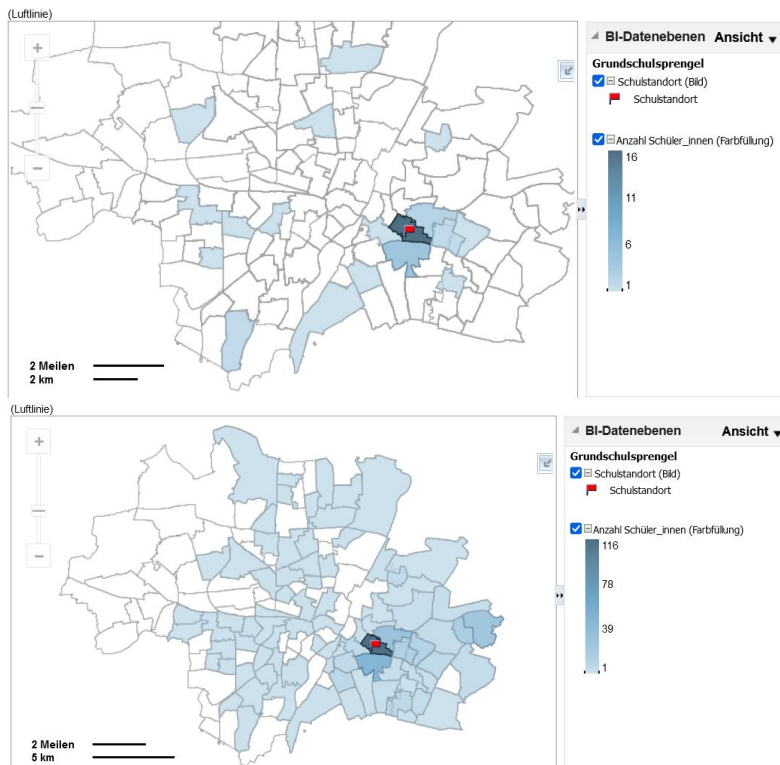 (Luftlinie)
BI-Datenebenen Ansicht
Grundschulsprengel
Schulstandort (Bild)
Schulstandort
Anzahl Schüler_innen (Farbfüllung)
16
11
6
1
2 Meilen
2 km
(Luftlinie)
BI-Datenebenen Ansicht
Grundschulsprengel
Schulstandort (Bild)
Schulstandort
Anzahl Schüler_innen (Farbfüllung)
116
78
39
1
2 Meilen
5 km